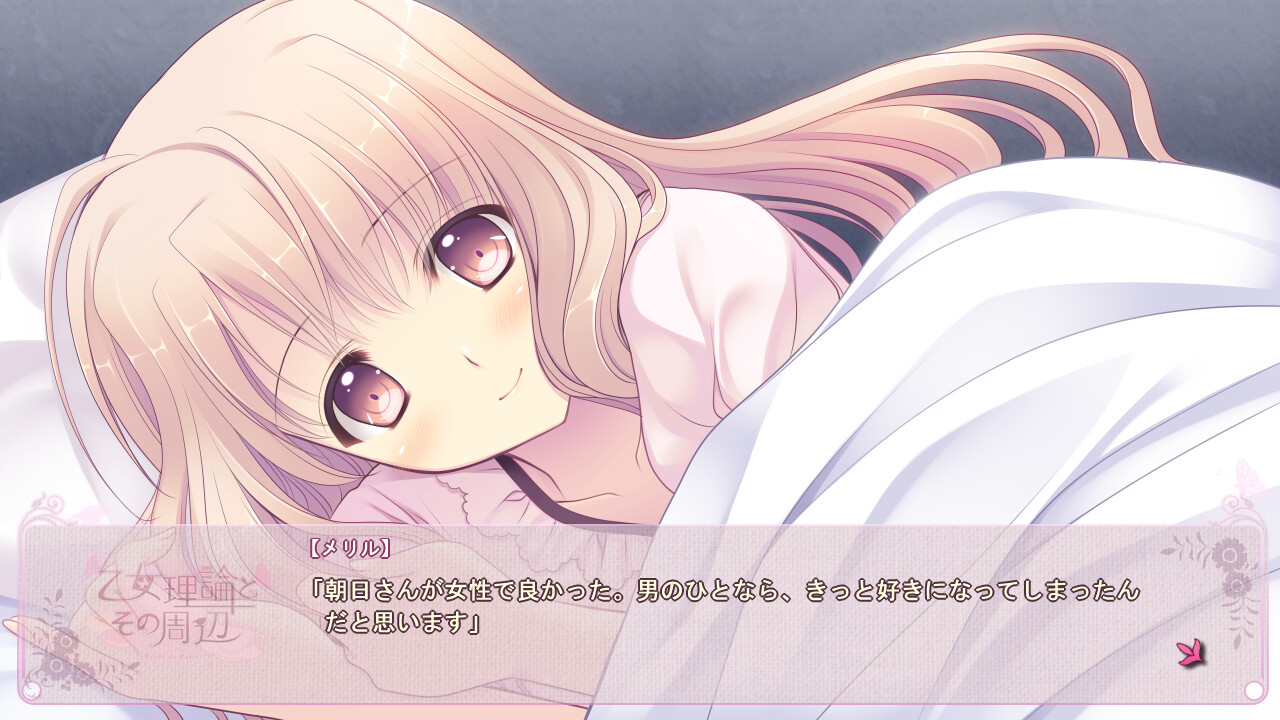 【メリル】
「朝日さんが女性で良かった。男のひとなら、きっと好きになってしまったん
だと思います」
乙女理論と
その周辺